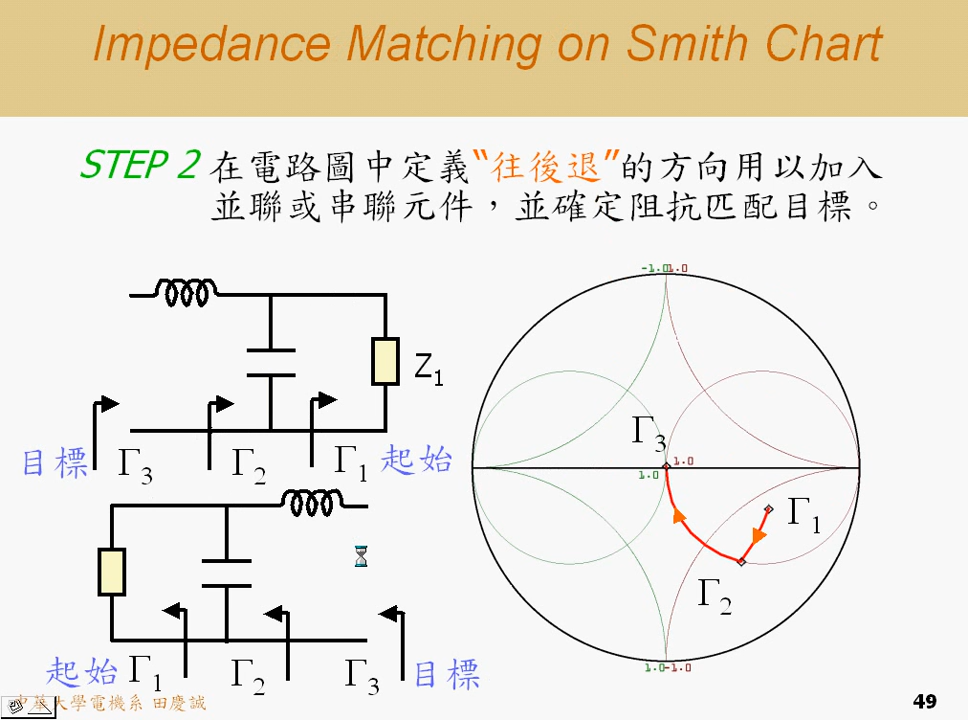 Impedance Matching on Smith Chart
STEP 2 在電路圖中定義“往後退”的方向用以加入
並聯或串聯元件，並確定阻抗匹配目標。
Z1
目標 Γ3 Γ2 Γ1 起始
起始 Γ1 Γ2 Γ3 目標
-1.0 1.0
Γ3
1.0
1.0
Γ1
Γ2
1.0 -1.0
中華大學電機系 田慶誠
49